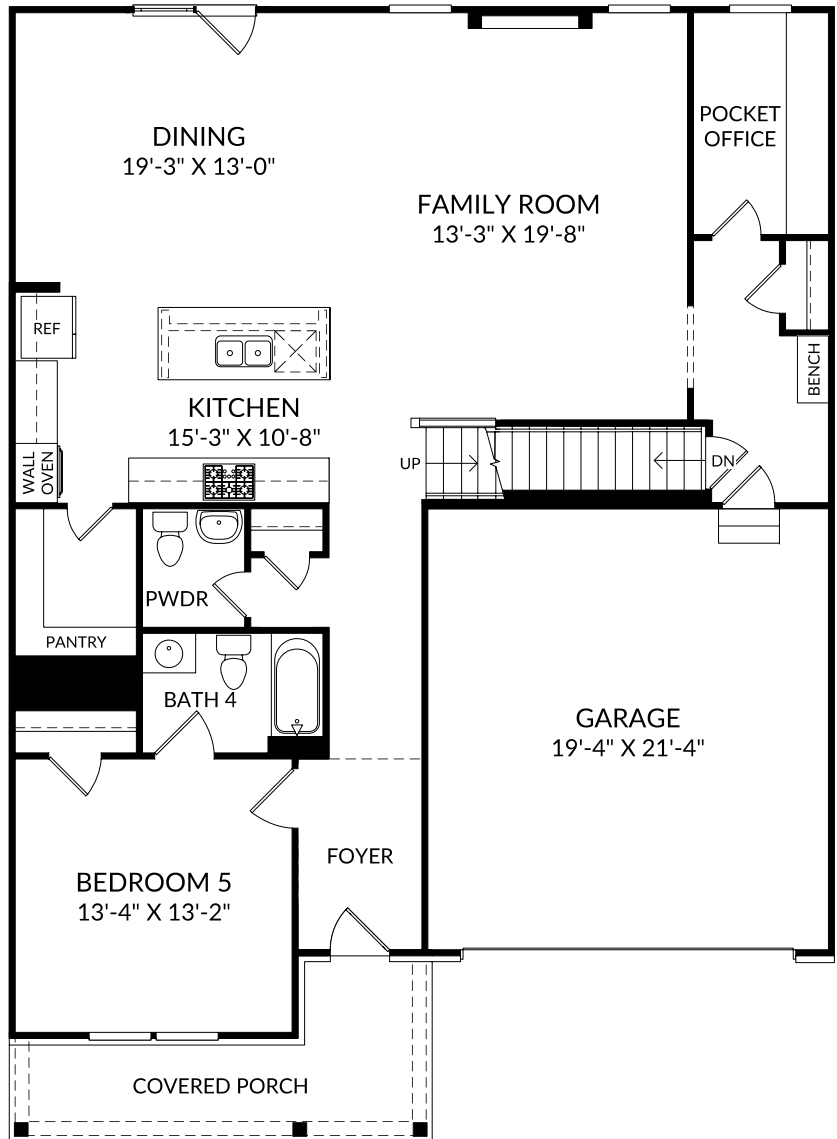 POCKET
OFFICE
DINING
19'-3" X 13'-0"
FAMILY ROOM
13'-3" X 19'-8"
REF
BENCH
KITCHEN
15'-3" X 10'-8"
WALL
OVEN
UP
DN
PWDR
PANTRY
BATH 4
GARAGE
19'-4" X 21'-4"
FOYER
BEDROOM 5
13'-4" X 13'-2"
COVERED PORCH